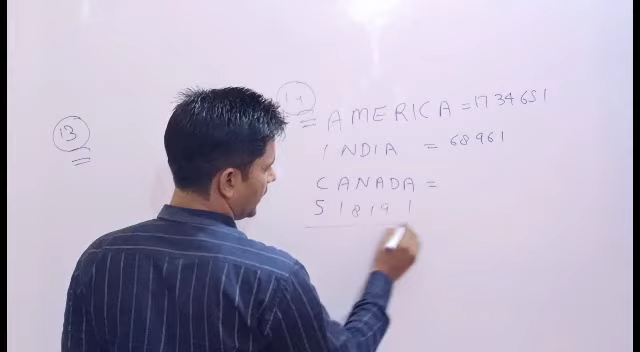 13
14 AMERICA = 1734651
INDIA = 68961
CANADA =
518191